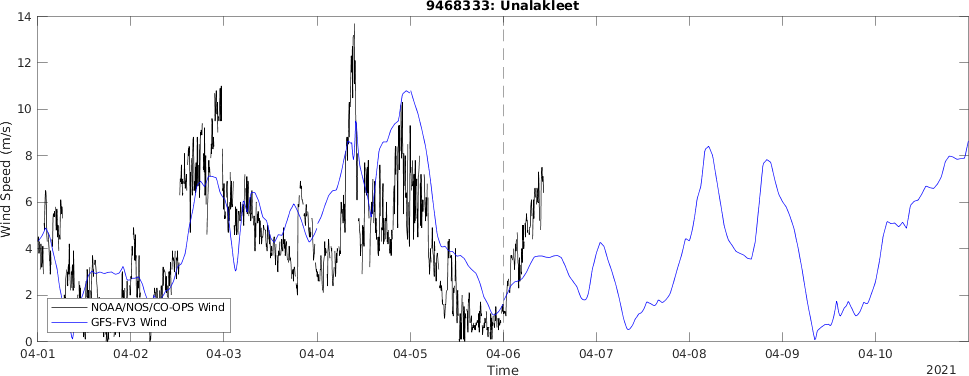 9468333: Unalakleet
Wind Speed (m/s)
14
12
10
8
6
4
2
0
NOAA/NOS/CO-OPS Wind
GFS-FV3 Wind
04-01 04-02 04-03 04-04 04-05 04-06 04-07 04-08 04-09 04-10
Time
2021